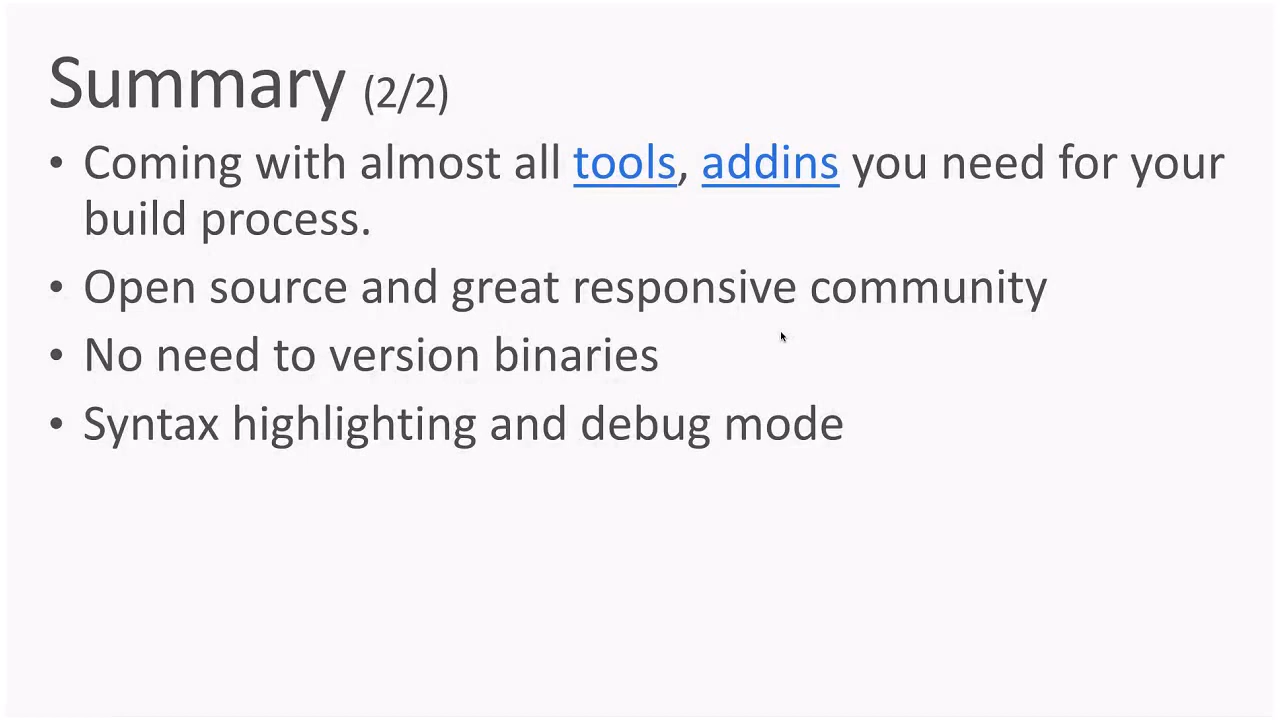 Summary (2/2)
• Coming with almost all tools, addins you need for your
build process.
• Open source and great responsive community
• No need to version binaries
• Syntax highlighting and debug mode